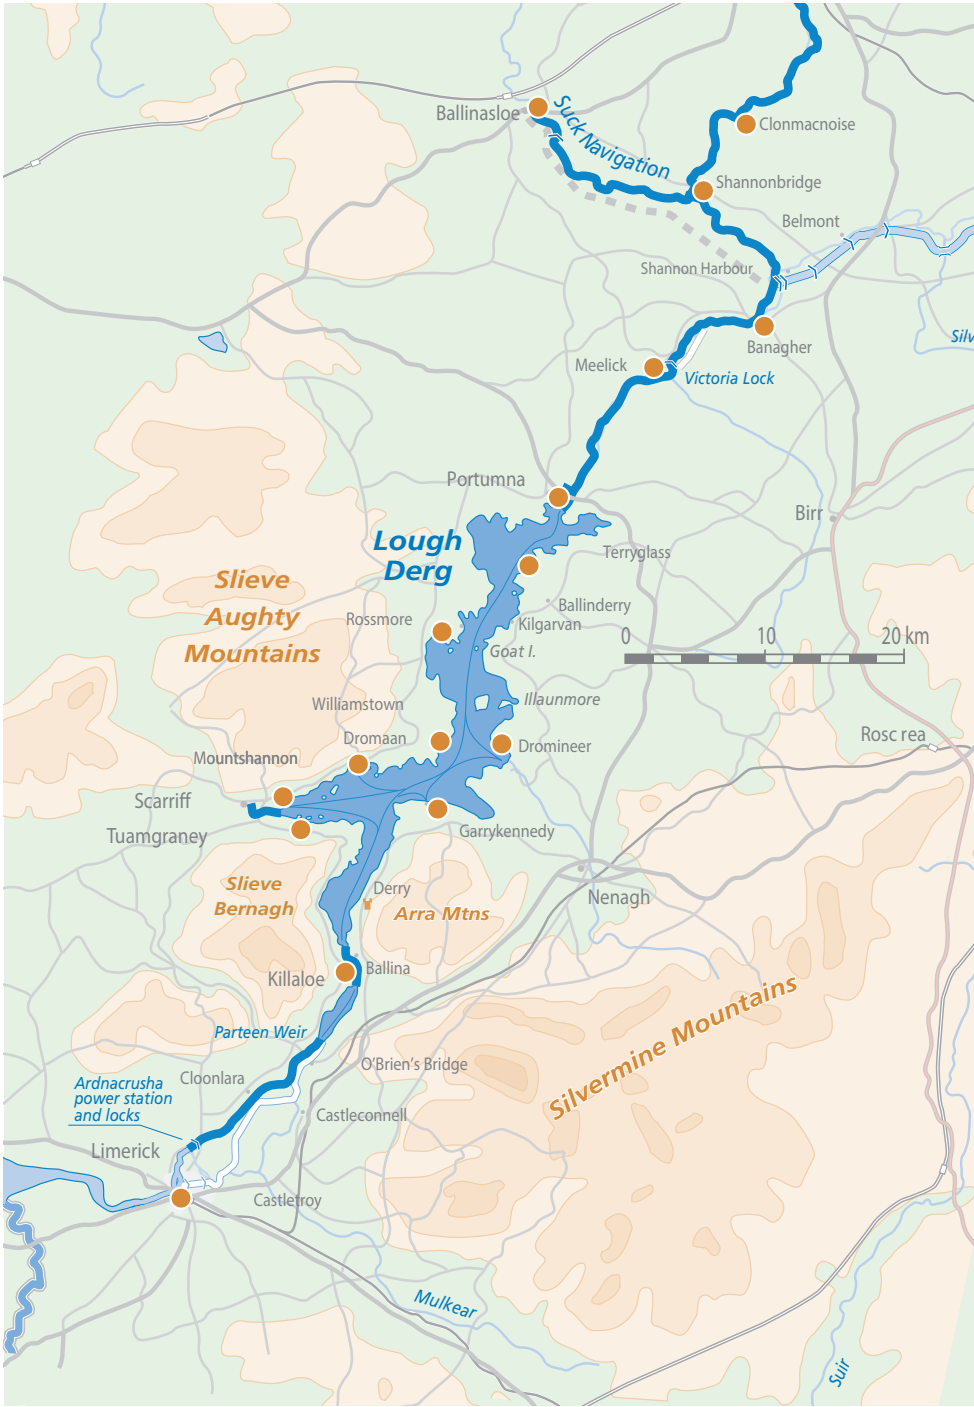 Ballinasloe
Suck Navigation
Clonmacnoise
Shannonbridge
Belmont
Shannon Harbour
Silv
Banagher
Meelick
Victoria Lock
Portumna
Birr
Lough
Derg
Terryglass
Slieve
Aughty
Mountains
Ballinderry
Rossmore
Kilgarvan
0 10 20 km
Goat I.
Illaunmore
Williamstown
Dromaan
Dromineer
Rosc rea
Mountshannon
Scarriff
Tuamgraney
Garrykennedy
Slieve
Bernagh
Derry
Arra Mtns
Nenagh
Killaloe
Ballina
Silvermine Mountains
Parteen Weir
O'Brien's Bridge
Cloonlara
Ardnacrusha
power station
and locks
Castleconnell
Limerick
Castletroy
Mulkear
Suir